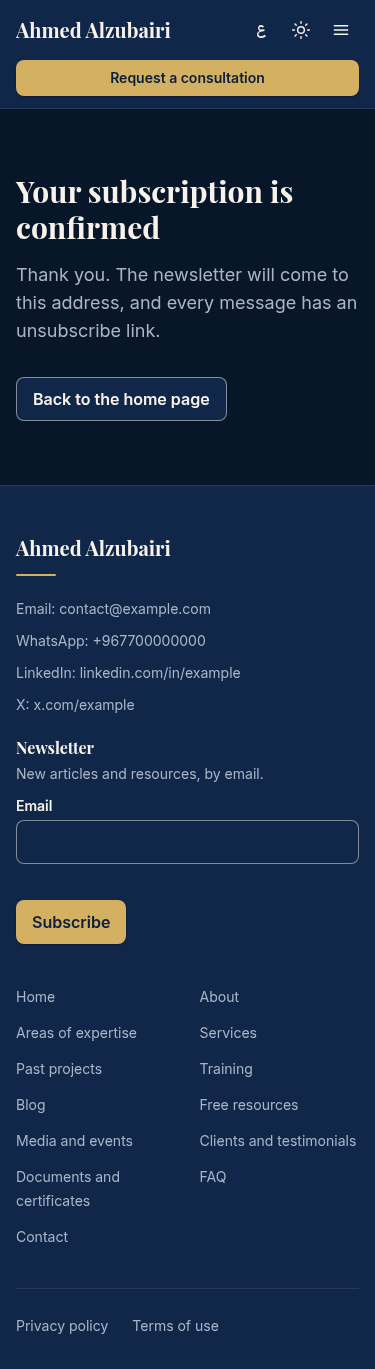 Ahmed Alzubairi
ع
Request a consultation
Your subscription is
confirmed
Thank you. The newsletter will come to
this address, and every message has an
unsubscribe link.
Back to the home page
Ahmed Alzubairi
Email: contact@example.com
WhatsApp: +967700000000
LinkedIn: linkedin.com/in/example
X: x.com/example
Newsletter
New articles and resources, by email.
Email
Subscribe
Home
About
Areas of expertise
Services
Past projects
Training
Blog
Free resources
Media and events
Clients and testimonials
Documents and
certificates
FAQ
Contact
Privacy policy
Terms of use